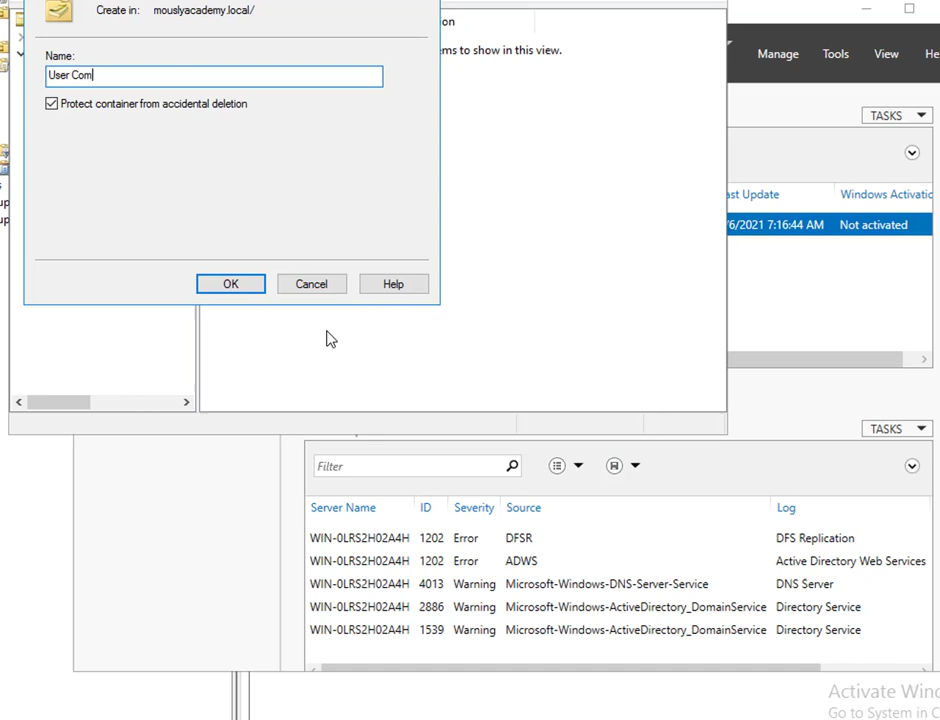 Create in: mouslyacademy.local/
Name:
User Com
Protect container from accidental deletion
OK Cancel Help
on
ems to show in this view.
Manage Tools View He
TASKS
ast Update Windows Activatio
/6/2021 7:16:44 AM Not activated
up
up
TASKS
Filter
Server Name ID Severity Source Log
WIN-0LRS2H02A4H 1202 Error DFSR DFS Replication
WIN-0LRS2H02A4H 1202 Error ADWS Active Directory Web Services
WIN-0LRS2H02A4H 4013 Warning Microsoft-Windows-DNS-Server-Service DNS Server
WIN-0LRS2H02A4H 2886 Warning Microsoft-Windows-ActiveDirectory_DomainService Directory Service
WIN-0LRS2H02A4H 1539 Warning Microsoft-Windows-ActiveDirectory_DomainService Directory Service
Activate Wind
Go to System in C